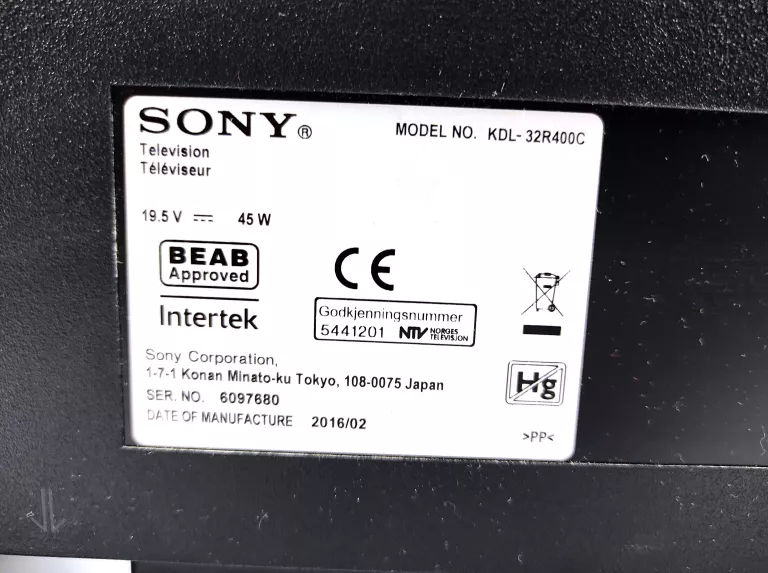 SONY®
MODEL NO. KDL-32R400C
Television
Téléviseur
19.5 V ⎓ 45 W
BEAB
Approved
Intertek
CE
Godkjenningsnummer
5441201 NTV NORGES
TELEVISJON
Hg
Sony Corporation,
1-7-1 Konan Minato-ku Tokyo, 108-0075 Japan
SER. NO. 6097680
DATE OF MANUFACTURE 2016/02
>PP<